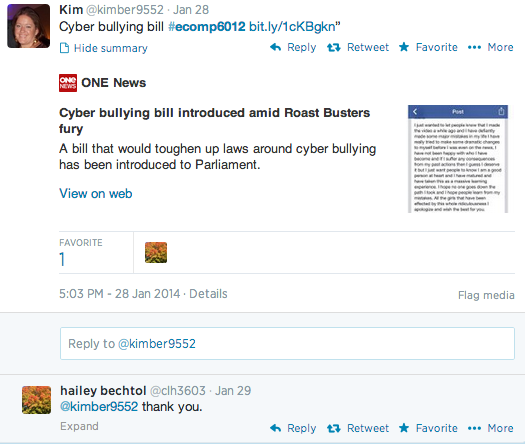 Kim @kimber9552 · Jan 28
Cyber bullying bill #ecomp6012 bit.ly/1cKBgkn”
Hide summary
Reply Retweet Favorite More
ONE NEWS ONE News
Cyber bullying bill introduced amid Roast Busters
fury
A bill that would toughen up laws around cyber bullying
has been introduced to Parliament.
View on web
Post
I just wanted to let people know that I made
the video a while ago and I have defiantly
made some major mistakes in my life I have
really tried to make some dramatic changes
to myself before I was even on the news, I
have not been happy with who I have
become and if I suffer any consequences
from my past actions then I guess I deserve
it but I just want people to know I am a good
person at heart and I have matured and
have taken this as a massive learning
experience. I hope no one goes down the
path I took and I hope people learn from my
mistakes. All the girls that have been
effected by this whole ridiculousness I
apologize and wish the best for you.
FAVORITE
1
5:03 PM - 28 Jan 2014 · Details
Flag media
Reply to @kimber9552
hailey bechtol @clh3603 · Jan 29
@kimber9552 thank you.
Expand
Reply Retweet Favorite More